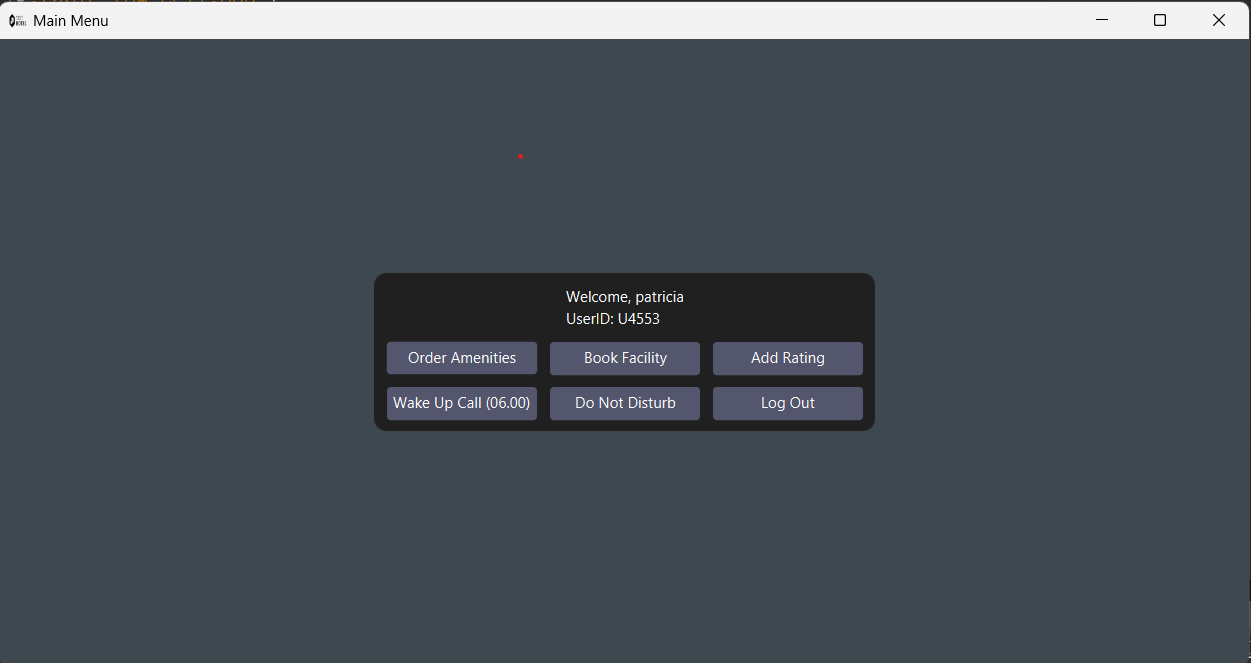 Main Menu
Welcome, patricia
UserID: U4553
Order Amenities
Book Facility
Add Rating
Wake Up Call (06.00)
Do Not Disturb
Log Out